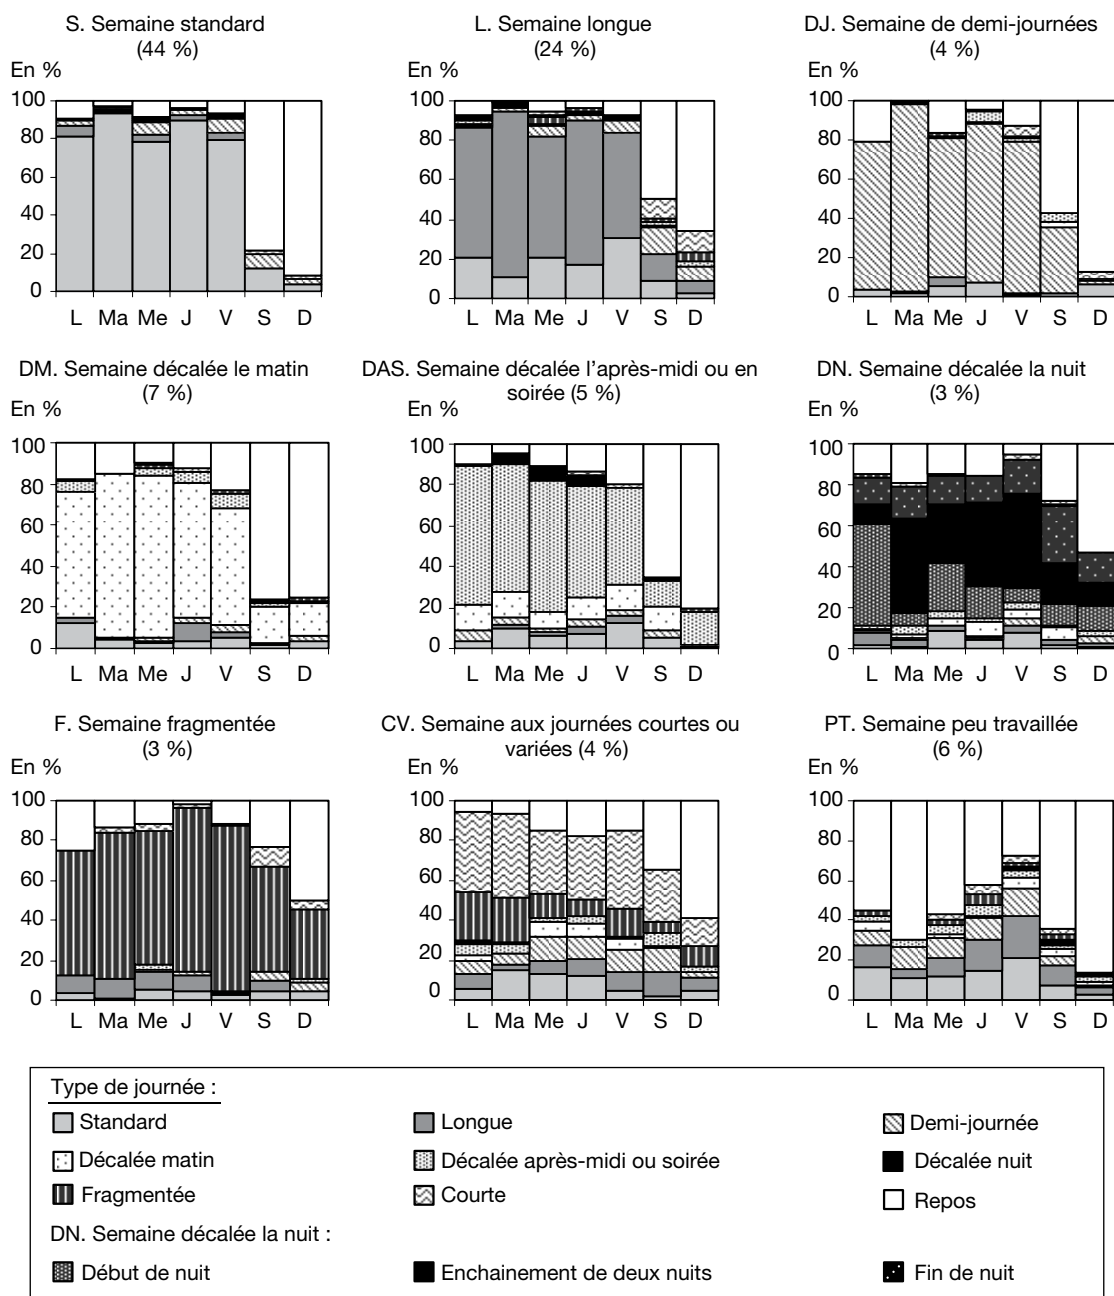 S. Semaine standard
(44 %)
En %
100
80
60
40
20
0
L Ma Me J V S D
L. Semaine longue
(24 %)
En %
100
80
60
40
20
0
L Ma Me J V S D
DJ. Semaine de demi-journées
(4 %)
En %
100
80
60
40
20
0
L Ma Me J V S D
DM. Semaine décalée le matin
(7 %)
En %
100
80
60
40
20
0
L Ma Me J V S D
DAS. Semaine décalée l'après-midi ou en
soirée (5 %)
En %
100
80
60
40
20
0
L Ma Me J V S D
DN. Semaine décalée la nuit
(3 %)
En %
100
80
60
40
20
0
L Ma Me J V S D
F. Semaine fragmentée
(3 %)
En %
100
80
60
40
20
0
L Ma Me J V S D
CV. Semaine aux journées courtes ou
variées (4 %)
En %
100
80
60
40
20
0
L Ma Me J V S D
PT. Semaine peu travaillée
(6 %)
En %
100
80
60
40
20
0
L Ma Me J V S D
Type de journée :
Standard
Longue
Demi-journée
Décalée matin
Décalée après-midi ou soirée
Décalée nuit
Fragmentée
Courte
Repos
DN. Semaine décalée la nuit :
Début de nuit
Enchainement de deux nuits
Fin de nuit